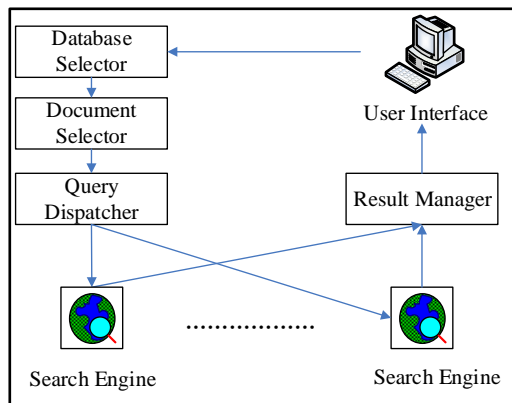 Database
Selector
Document
Selector
User Interface
Query
Dispatcher
Result Manager
Search Engine
Search Engine